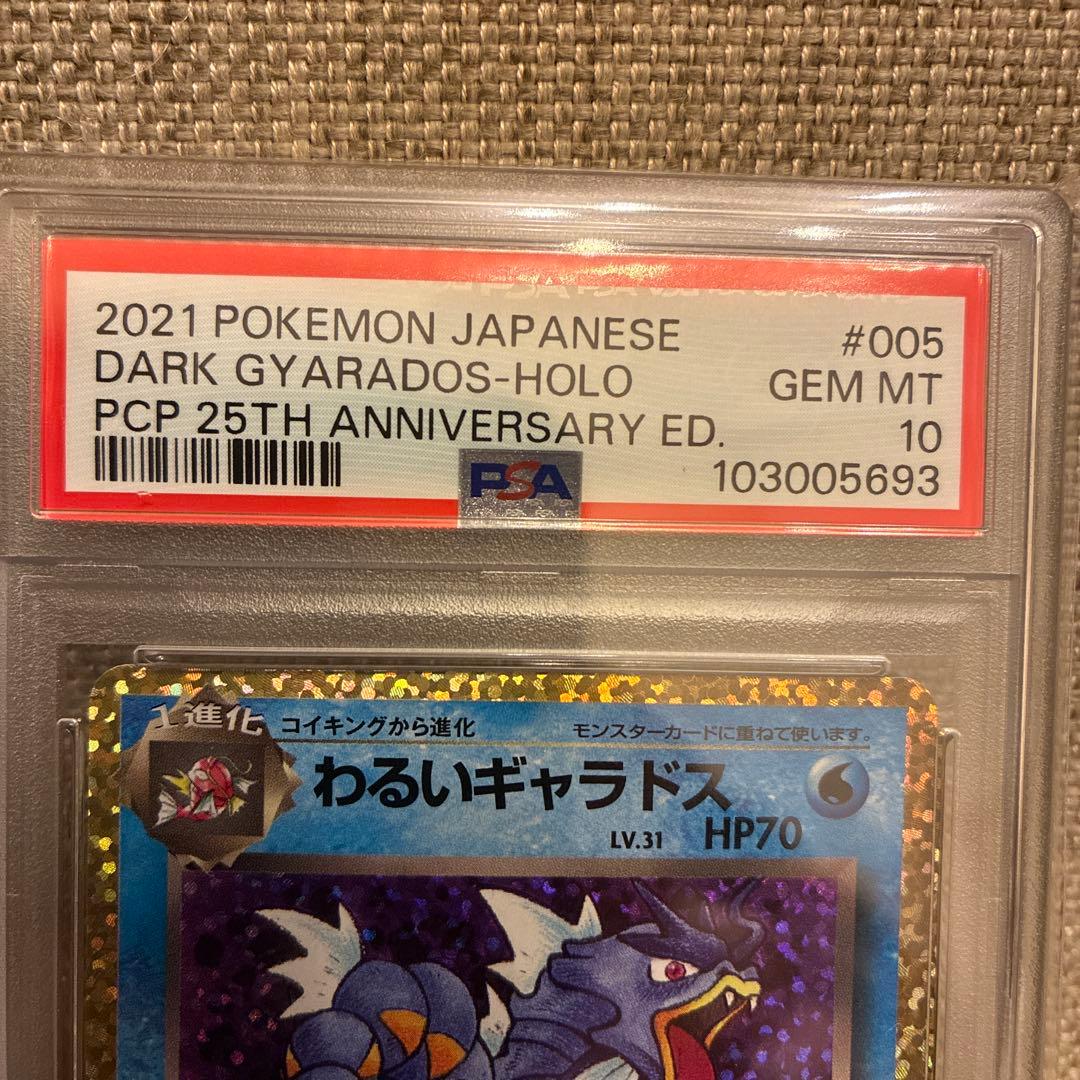 2021 POKEMON JAPANESE #005
DARK GYARADOS-HOLO GEM MT
PCP 25TH ANNIVERSARY ED. 10
PSA 103005693
1進化 コイキングから進化 モンスターカードに重ねて使います。
わるいギャラドス
LV.31 HP70